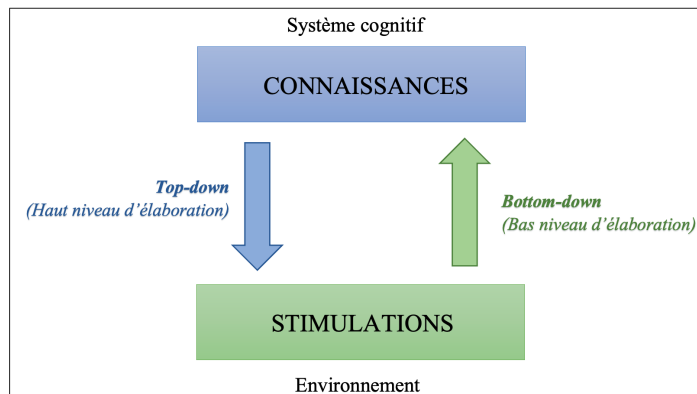 Système cognitif
CONNAISSANCES
Top-down
(Haut niveau d'élaboration)
Bottom-down
(Bas niveau d'élaboration)
STIMULATIONS
Environnement